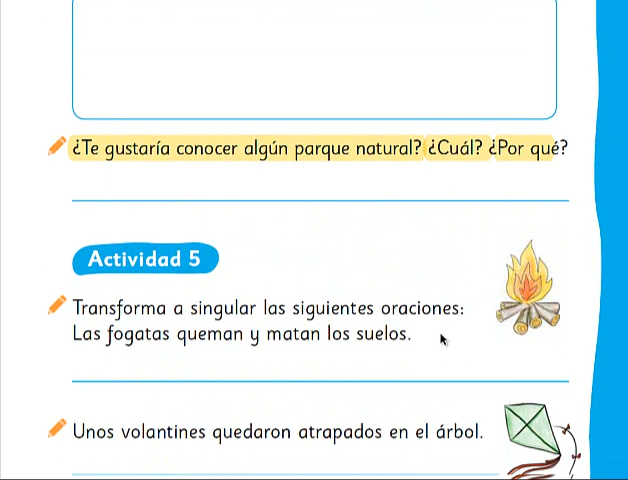 ¿Te gustaría conocer algún parque natural? ¿Cuál? ¿Por qué?
Actividad 5
Transforma a singular las siguientes oraciones:
Las fogatas queman y matan los suelos.
Unos volantines quedaron atrapados en el árbol.